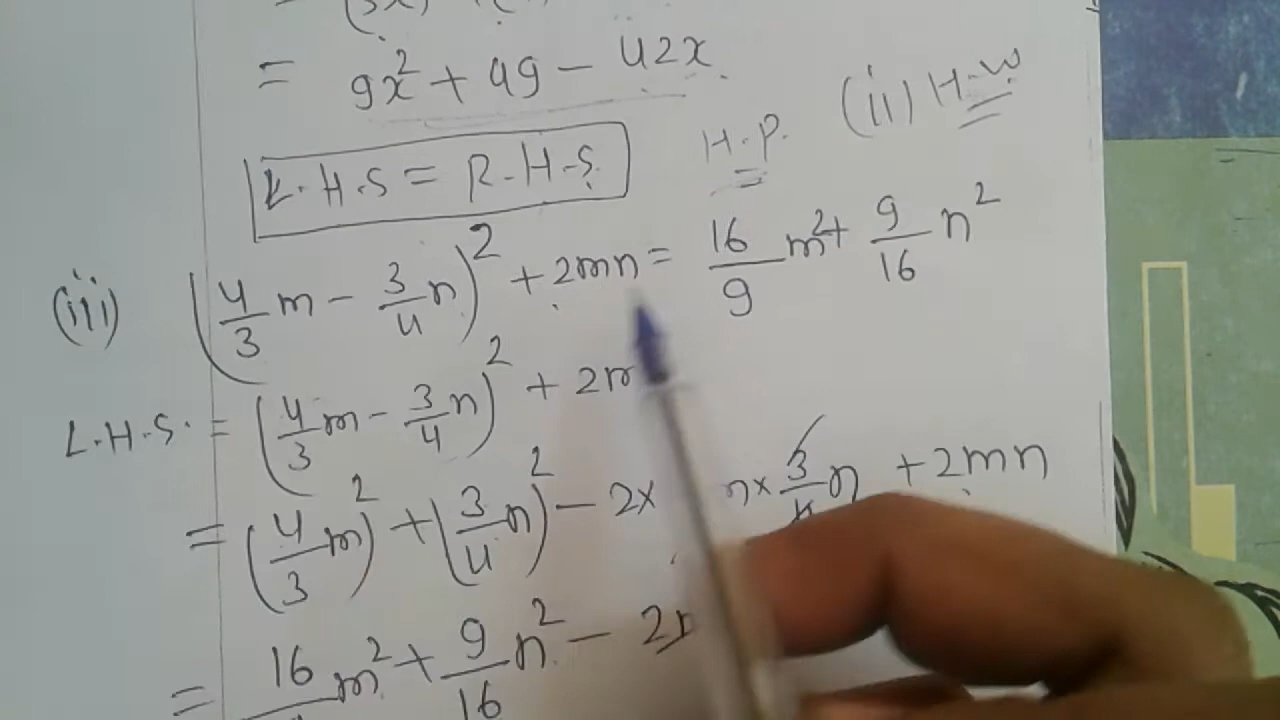 = 9x² + 49 - 42x
L.H.S = R.H.S. H.P. (ii) H.W
(iii) (4/3 m - 3/4 n)² + 2mn = 16/9 m² + 9/16 n²
L.H.S. = (4/3 m - 3/4 n)² + 2
= (4/3 m)² + (3/4 n)² - 2× × 3/4 n + 2mn
= 16 m² + 9/16 n² - 2